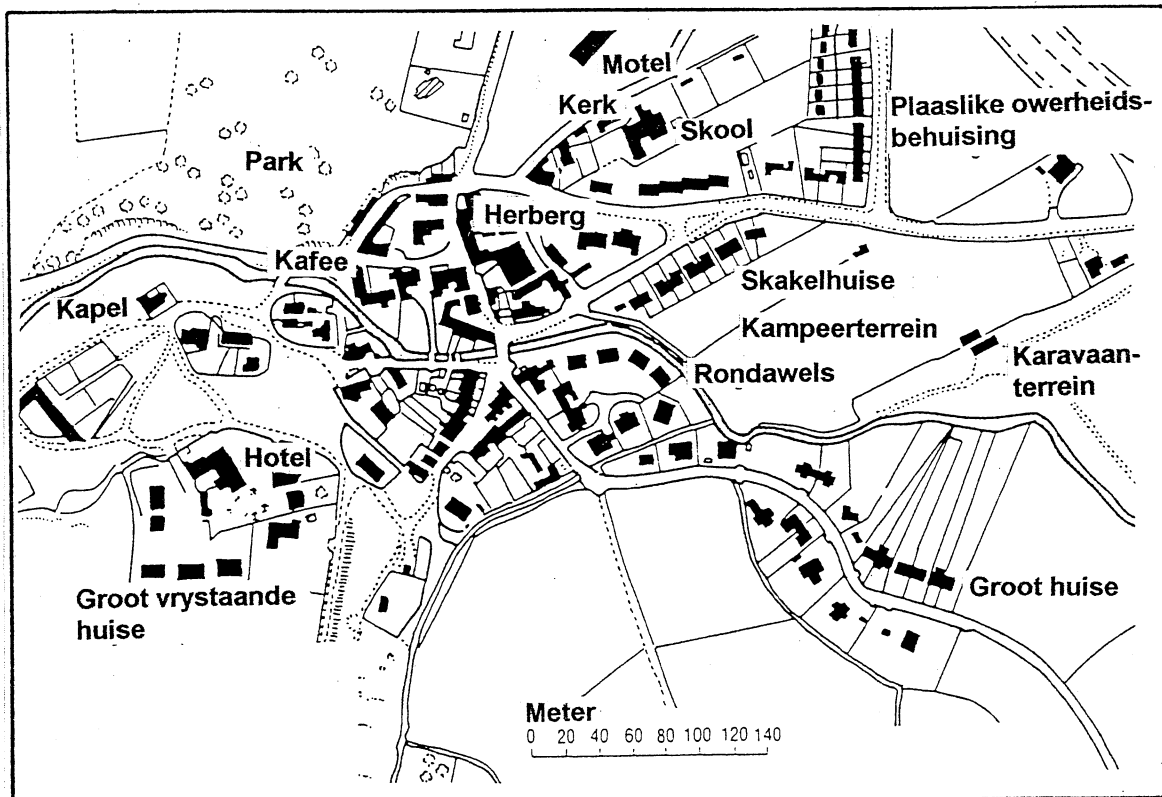 Motel
Kerk
Skool
Plaaslike owerheids-
behuising
Park
Herberg
Kafee
Kapel
Skakelhuise
Kampeerterrein
Rondawels
Karavaan-
terrein
Hotel
Groot vrystaande
huise
Groot huise
Meter
0 20 40 60 80 100 120 140